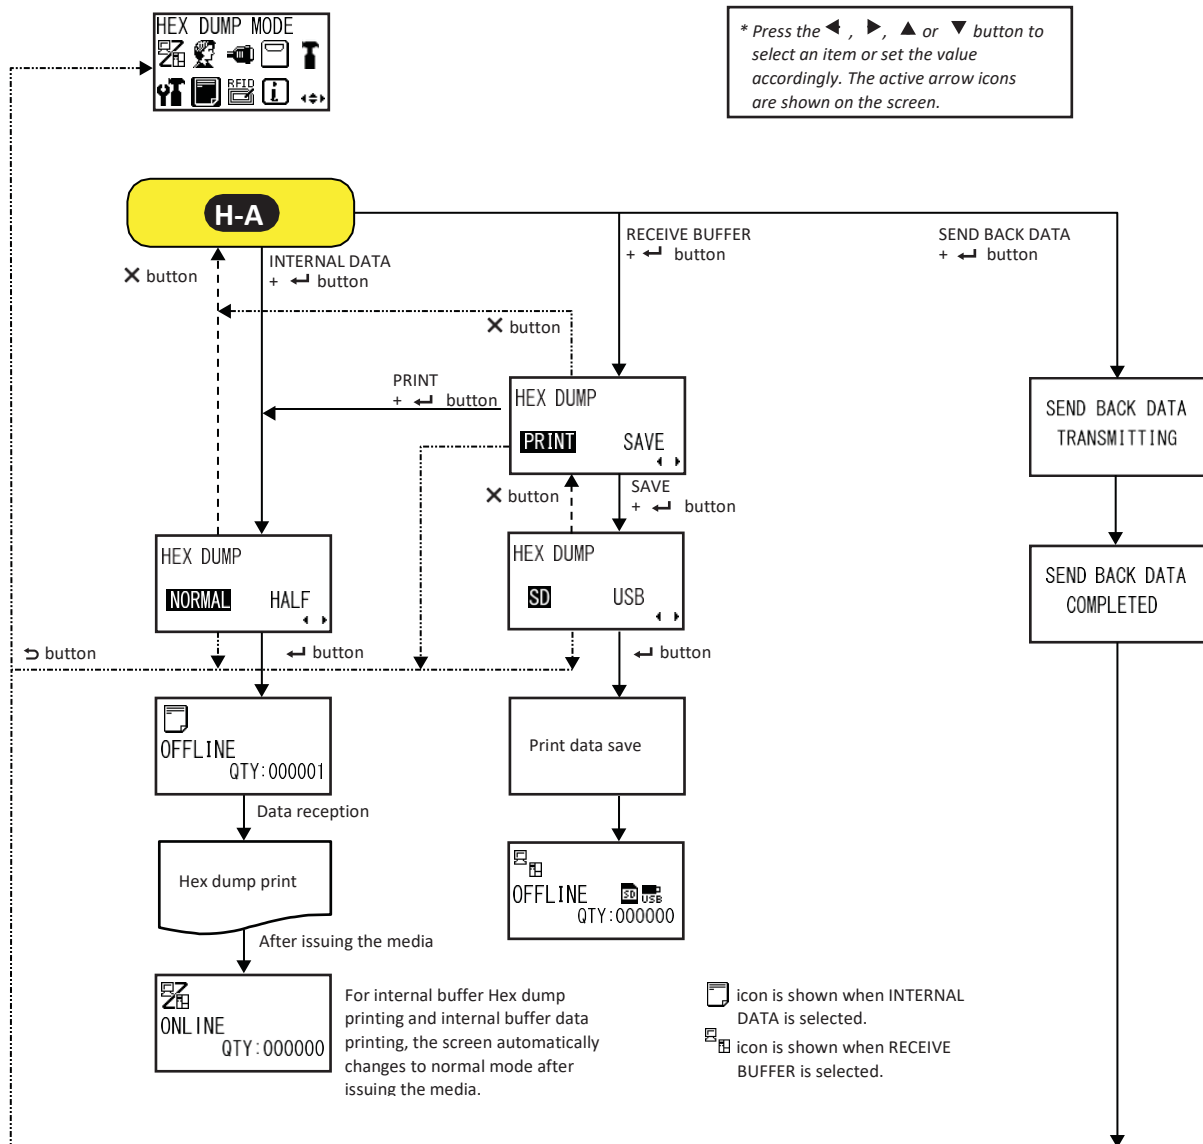 HEX DUMP MODE
RFID
i
* Press the ◀ , ▶, ▲ or ▼ button to
select an item or set the value
accordingly. The active arrow icons
are shown on the screen.
H-A
✕ button
INTERNAL DATA
+ ↵ button
RECEIVE BUFFER
+ ↵ button
SEND BACK DATA
+ ↵ button
✕ button
PRINT
+ ↵ button
HEX DUMP
PRINT SAVE
SEND BACK DATA
TRANSMITTING
✕ button
SAVE
+ ↵ button
HEX DUMP
NORMAL HALF
HEX DUMP
SD USB
SEND BACK DATA
COMPLETED
⮌ button
↵ button
↵ button
OFFLINE
QTY:000001
Print data save
Data reception
Hex dump print
OFFLINE SD USB
QTY:000000
After issuing the media
ONLINE
QTY:000000
For internal buffer Hex dump
printing and internal buffer data
printing, the screen automatically
changes to normal mode after
issuing the media.
icon is shown when INTERNAL
DATA is selected.
icon is shown when RECEIVE
BUFFER is selected.